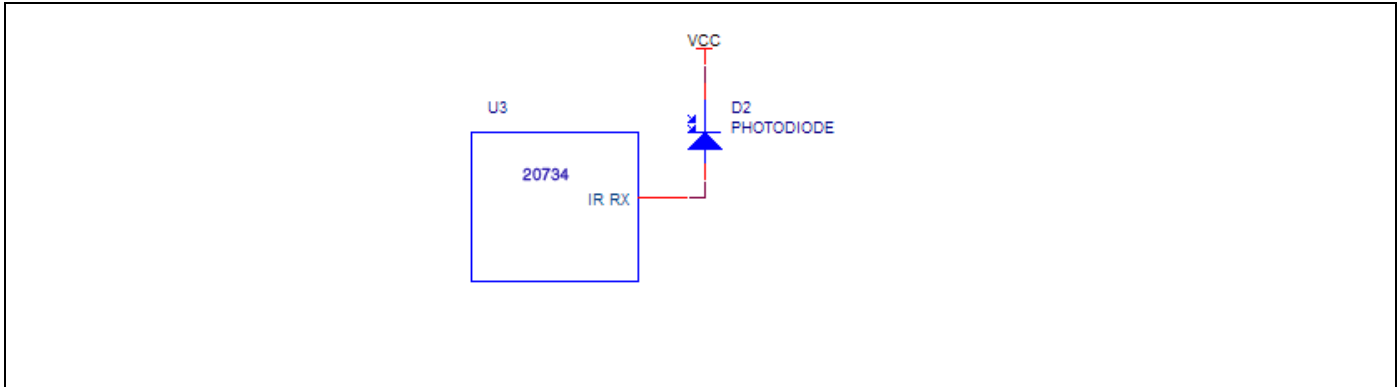 VCC
U3
D2
PHOTODIODE
20734
IR RX